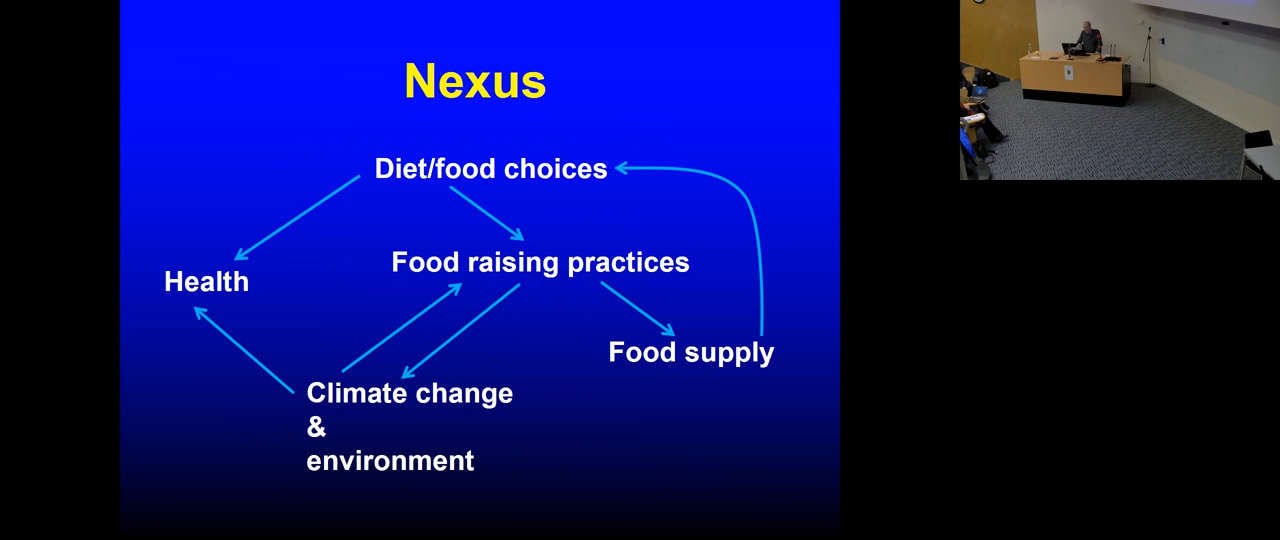 Nexus
Diet/food choices
Food raising practices
Health
Food supply
Climate change
&
environment